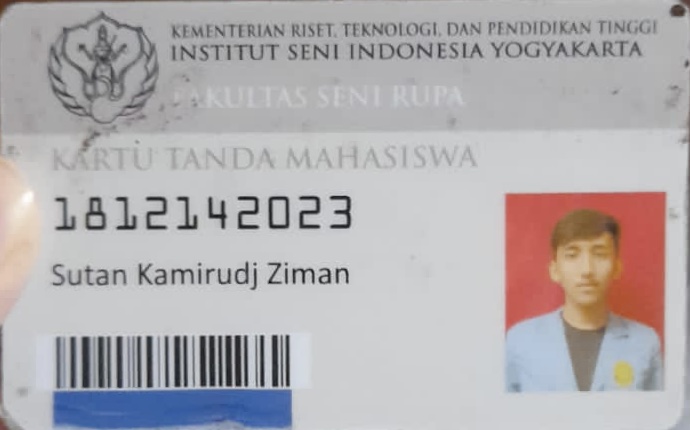 KEMENTERIAN RISET, TEKNOLOGI, DAN PENDIDIKAN TINGGI
INSTITUT SENI INDONESIA YOGYAKARTA
FAKULTAS SENI RUPA
KARTU TANDA MAHASISWA
1812142023
Sutan Kamirudj Ziman